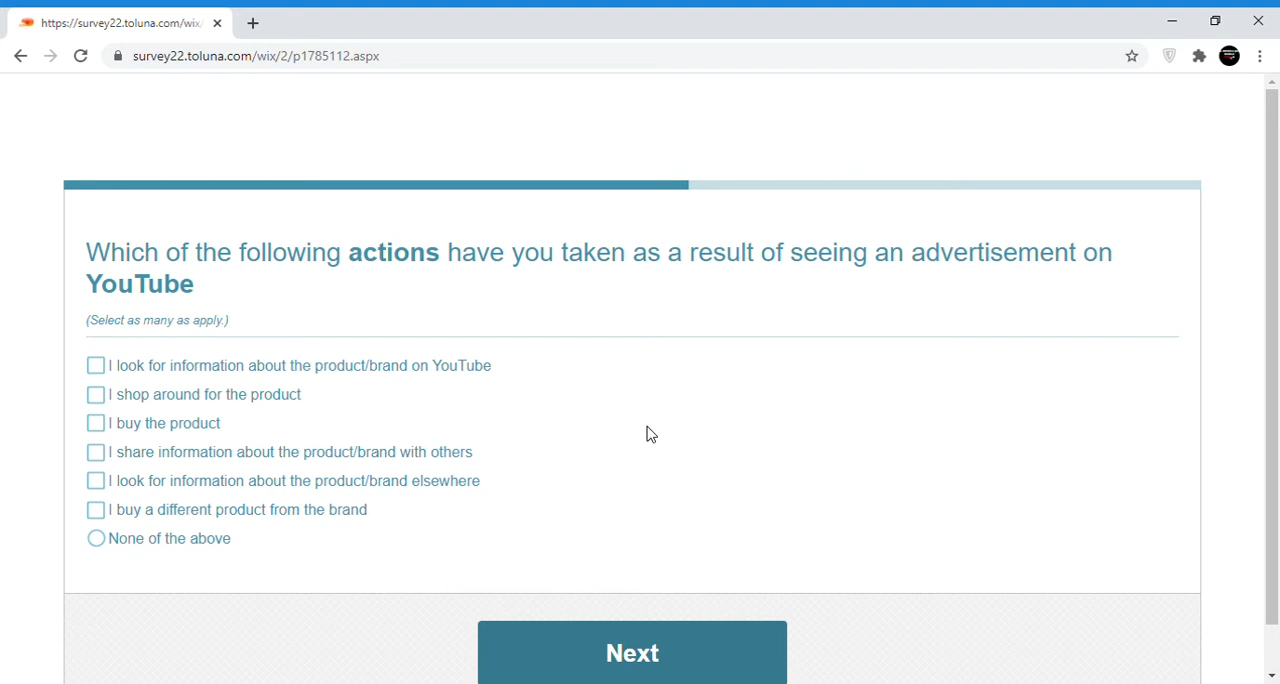 https://survey22.toluna.com/wix/
survey22.toluna.com/wix/2/p1785112.aspx
Which of the following actions have you taken as a result of seeing an advertisement on
YouTube
(Select as many as apply.)
I look for information about the product/brand on YouTube
I shop around for the product
I buy the product
I share information about the product/brand with others
I look for information about the product/brand elsewhere
I buy a different product from the brand
None of the above
Next